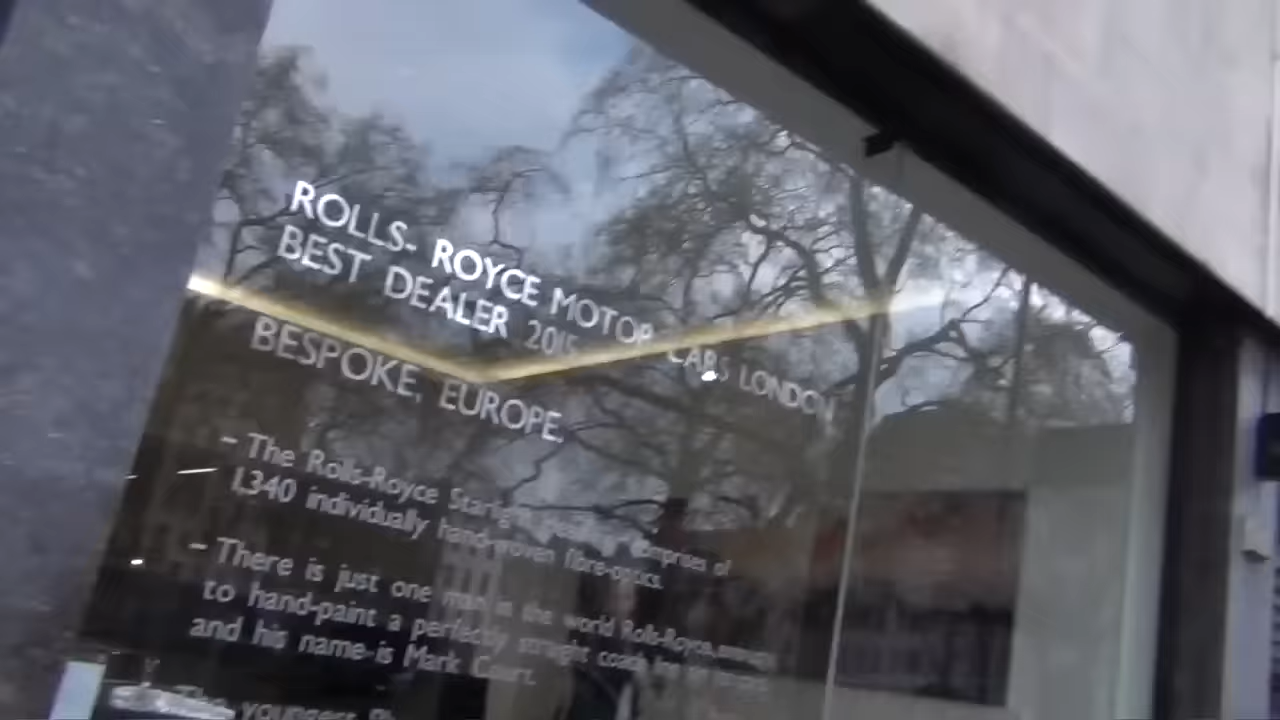 ROLLS- ROYCE MOTOR CARS LONDON
BEST DEALER 2015
BESPOKE, EUROPE.
- The Rolls-Royce comprises of
1,340 individually hand-woven fibre-optics.
- There is just one man in the world Rolls-Royce
to hand-paint a perfectly straight coach
and his name-is Mark Court.
The youngest